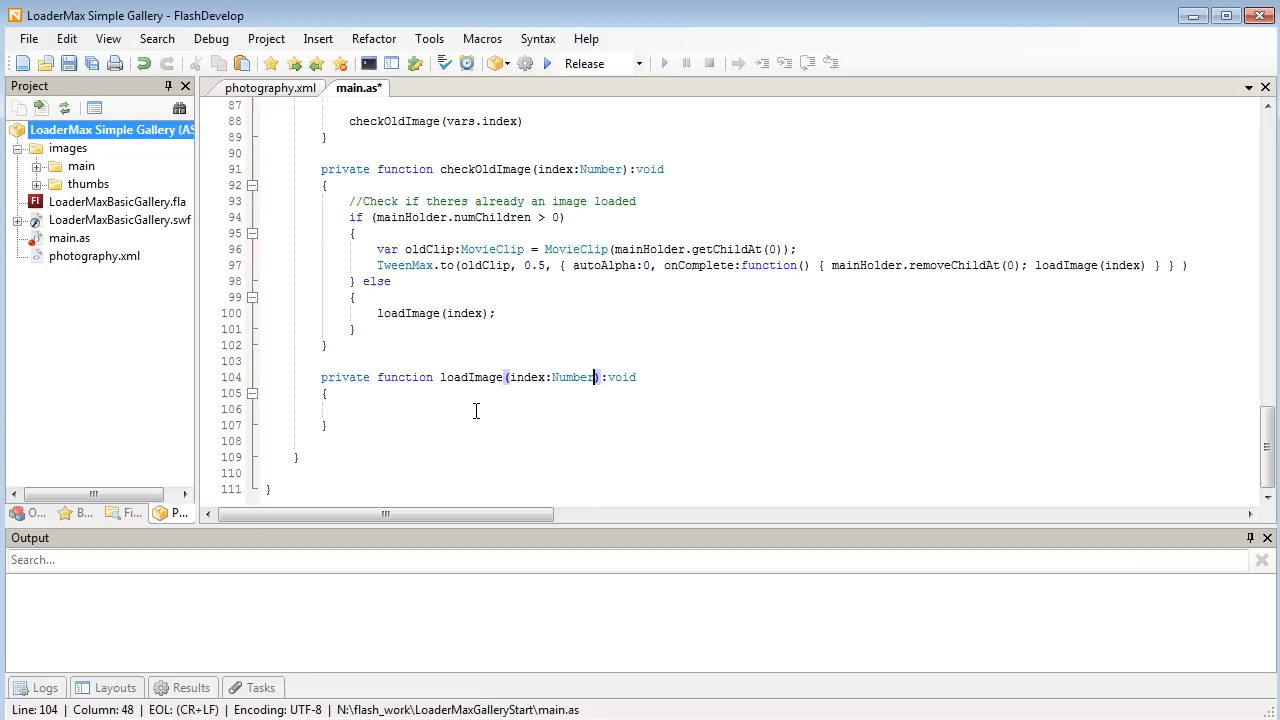 LoaderMax Simple Gallery - FlashDevelop
File Edit View Search Debug Project Insert Refactor Tools Macros Syntax Help
Release
Project
photography.xml main.as*
LoaderMax Simple Gallery (AS
images
main
thumbs
LoaderMaxBasicGallery.fla
LoaderMaxBasicGallery.swf
main.as
photography.xml
O... B... Fi... P...
87
88 checkOldImage(vars.index)
89 }
90
91 private function checkOldImage(index:Number):void
92 {
93 //Check if theres already an image loaded
94 if (mainHolder.numChildren > 0)
95 {
96 var oldClip:MovieClip = MovieClip(mainHolder.getChildAt(0));
97 TweenMax.to(oldClip, 0.5, { autoAlpha:0, onComplete:function() { mainHolder.removeChildAt(0); loadImage(index) } } )
98 } else
99 {
100 loadImage(index);
101 }
102 }
103
104 private function loadImage(index:Number):void
105 {
106
107 }
108
109 }
110
111 }
Output
Search...
Logs Layouts Results Tasks
Line: 104 | Column: 48 | EOL: (CR+LF) | Encoding: UTF-8 | N:\flash_work\LoaderMaxGalleryStart\main.as